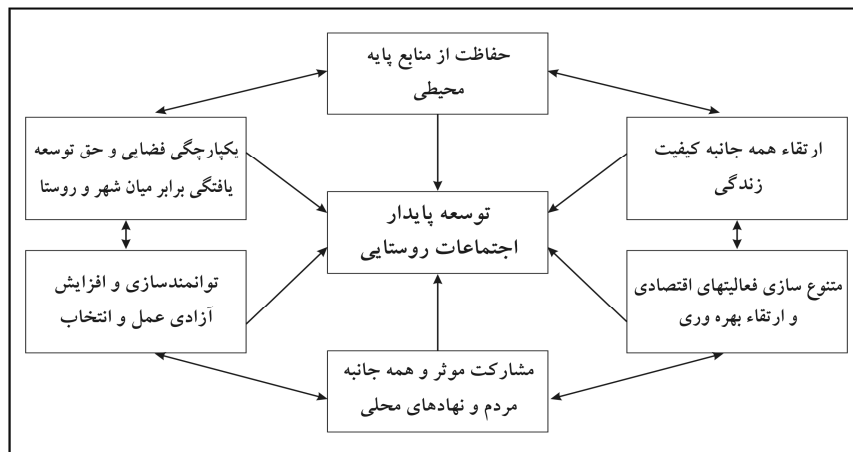 حفاظت از منابع پایه
محیطی
ارتقاء همه جانبه کیفیت
زندگی
یکپارچگی فضایی و حق توسعه
یافتگی برابر میان شهر و روستا
توسعه پایدار
اجتماعات روستایی
متنوع سازی فعالیتهای اقتصادی
و ارتقاء بهره وری
توانمندسازی و افزایش
آزادی عمل و انتخاب
مشارکت موثر و همه جانبه
مردم و نهادهای محلی